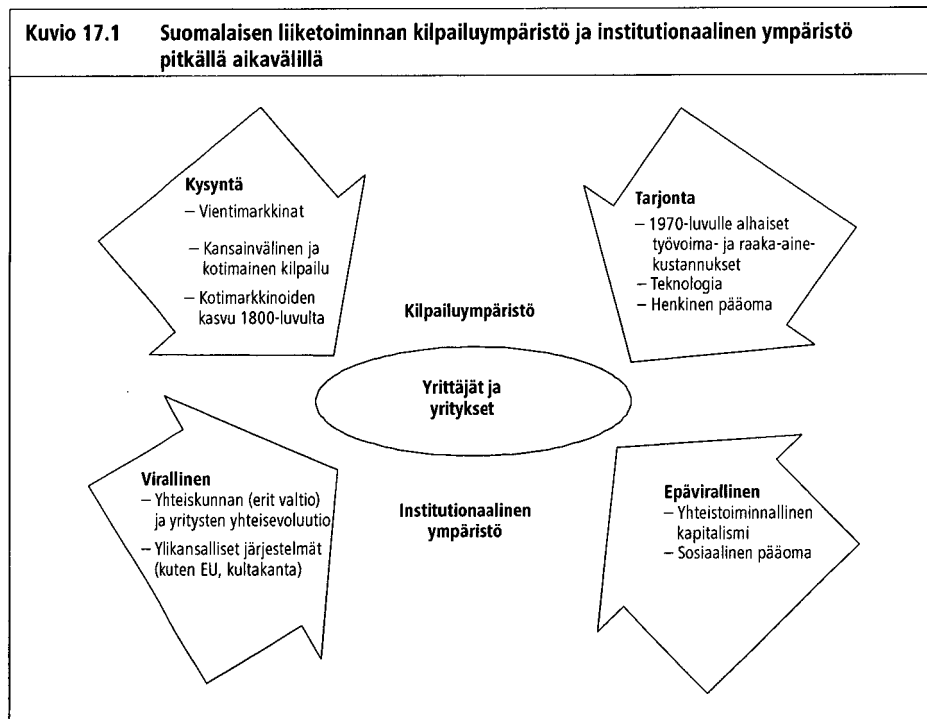 Kuvio 17.1 Suomalaisen liiketoiminnan kilpailuympäristö ja institutionaalinen ympäristö
pitkällä aikavälillä
Kysyntä
– Vientimarkkinat
– Kansainvälinen ja
kotimainen kilpailu
– Kotimarkkinoiden
kasvu 1800-luvulta
Tarjonta
– 1970-luvulle alhaiset
työvoima- ja raaka-aine-
kustannukset
– Teknologia
– Henkinen pääoma
Kilpailuympäristö
Yrittäjät ja
yritykset
Virallinen
– Yhteiskunnan (erit valtio)
ja yritysten yhteisevoluutio
– Ylikansalliset järjestelmät
(kuten EU, kultakanta)
Institutionaalinen
ympäristö
Epävirallinen
– Yhteistoiminnallinen
kapitalismi
– Sosiaalinen pääoma